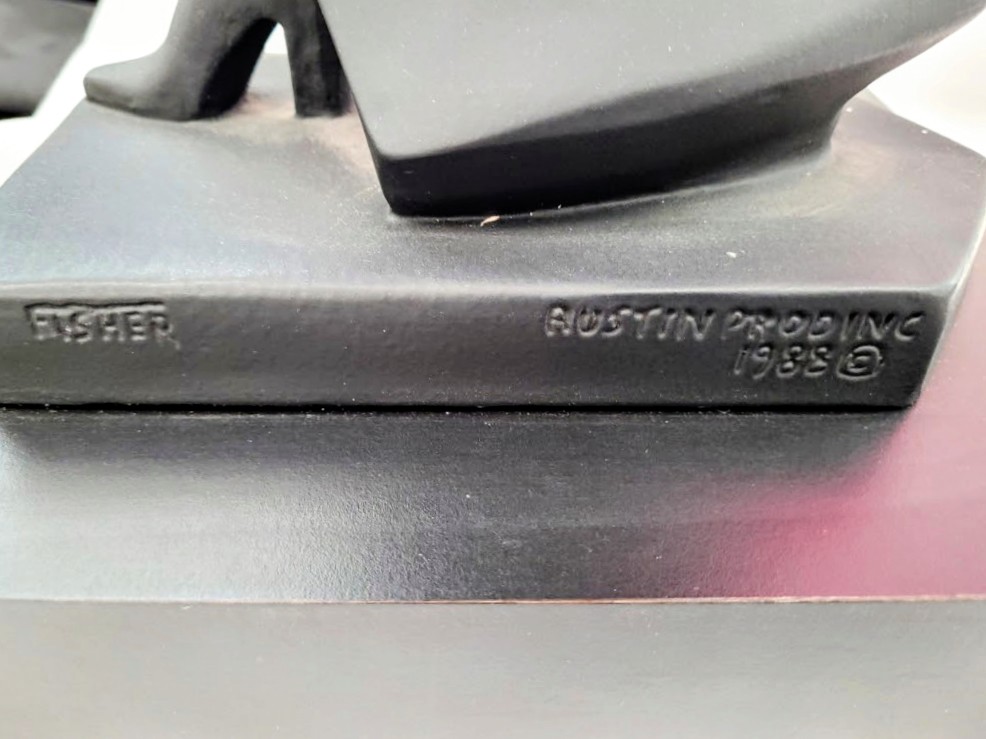 FISHER
AUSTIN PROD INC
1988 ©